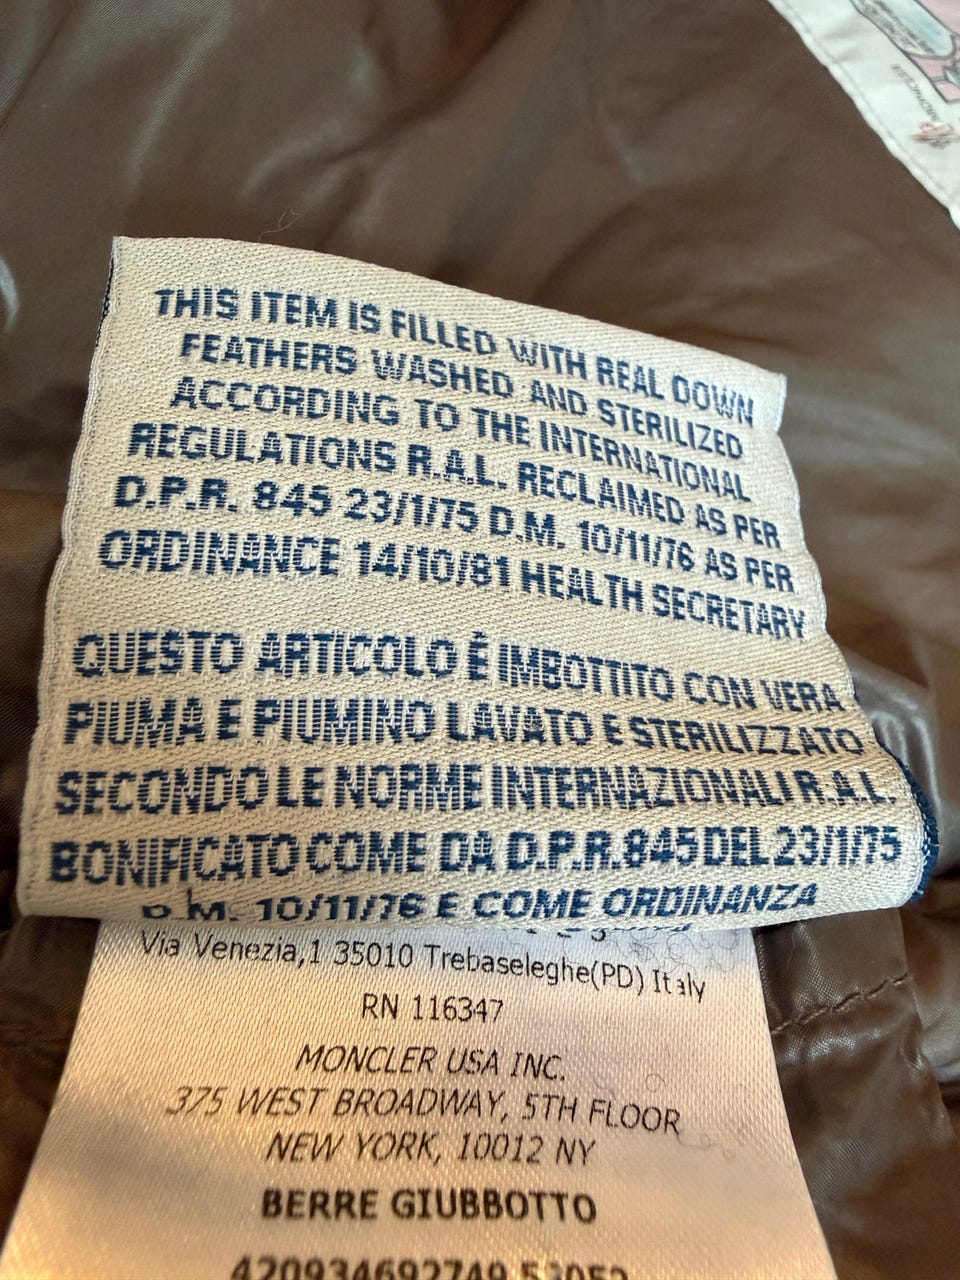 MONCLER
THIS ITEM IS FILLED WITH REAL DOWN
FEATHERS WASHED AND STERILIZED
ACCORDING TO THE INTERNATIONAL
REGULATIONS R.A.L. RECLAIMED AS PER
D.P.R. 845 23/1/75 D.M. 10/11/76 AS PER
ORDINANCE 14/10/81 HEALTH SECRETARY
QUESTO ARTICOLO É IMBOTTITO CON VERA
PIUMA E PIUMINO LAVATO E STERILIZZATO
SECONDO LE NORME INTERNAZIONALI R.A.L.
BONIFICATO COME DA D.P.R. 845 DEL 23/1/75
D.M. 10/11/76 E COME ORDINANZA
Via Venezia,1 35010 Trebaseleghe(PD) Italy
RN 116347
MONCLER USA INC.
375 WEST BROADWAY, 5TH FLOOR
NEW YORK, 10012 NY
BERRE GIUBBOTTO
420934692749 53052